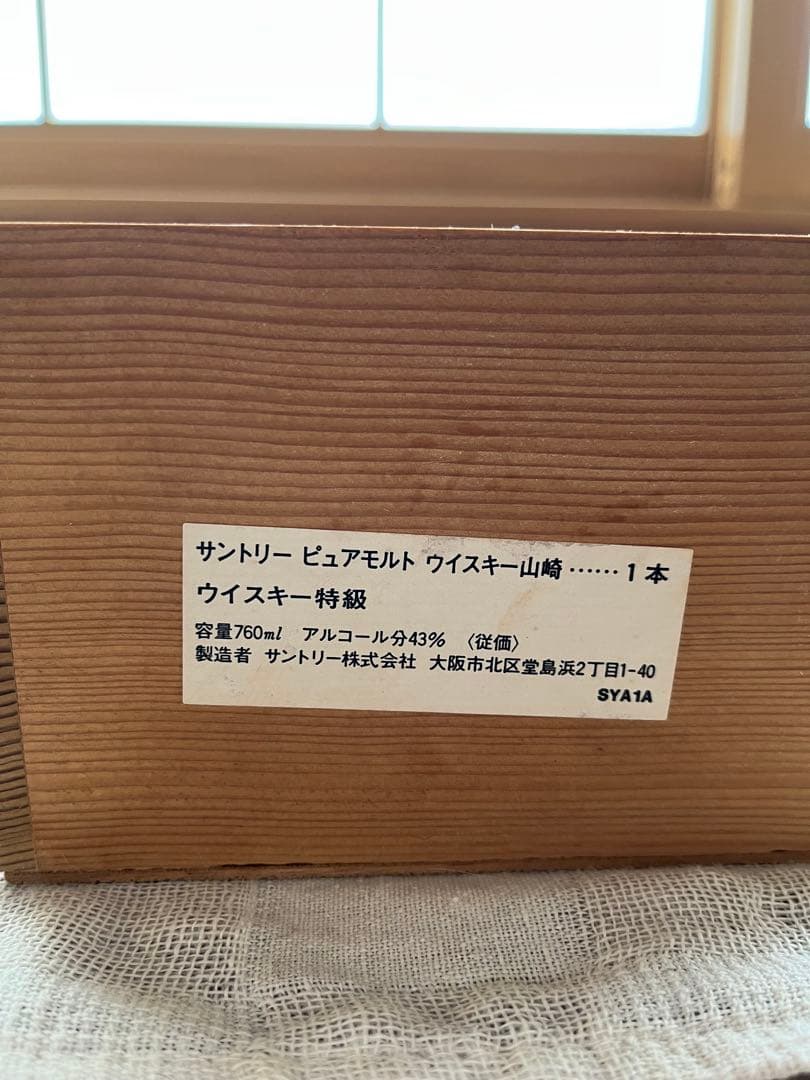 サントリー ピュアモルト ウイスキー山崎……1本
ウイスキー特級
容量760ml アルコール分43% 〈従価〉
製造者 サントリー株式会社 大阪市北区堂島浜2丁目1-40
SYA1A